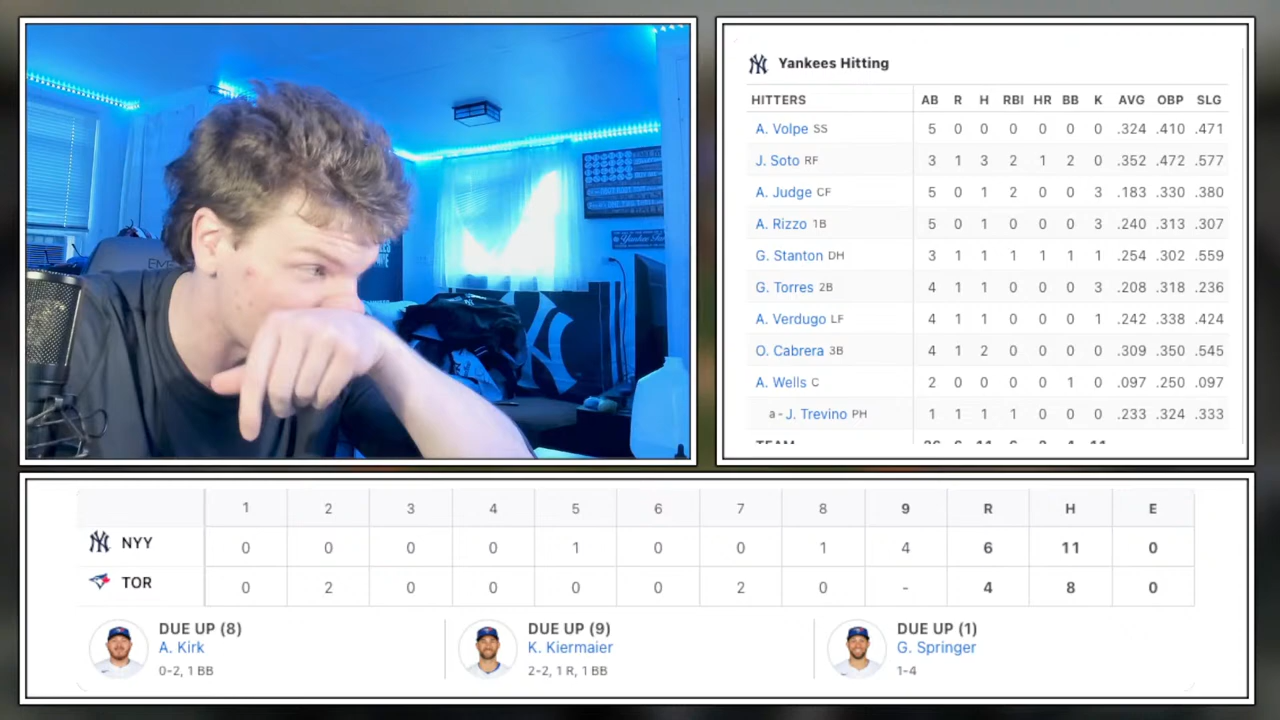 Yankees Hitting
HITTERS AB R H RBI HR BB K AVG OBP SLG
A. Volpe SS 5 0 0 0 0 0 0 .324 .410 .471
J. Soto RF 3 1 3 2 1 2 0 .352 .472 .577
A. Judge CF 5 0 1 2 0 0 3 .183 .330 .380
A. Rizzo 1B 5 0 1 0 0 0 3 .240 .313 .307
G. Stanton DH 3 1 1 1 1 1 1 .254 .302 .559
G. Torres 2B 4 1 1 0 0 0 3 .208 .318 .236
A. Verdugo LF 4 1 1 0 0 0 1 .242 .338 .424
O. Cabrera 3B 4 1 2 0 0 0 0 .309 .350 .545
A. Wells C 2 0 0 0 0 1 0 .097 .250 .097
a - J. Trevino PH 1 1 1 1 0 0 0 .233 .324 .333
1 2 3 4 5 6 7 8 9 R H E
NYY 0 0 0 0 1 0 0 1 4 6 11 0
TOR 0 2 0 0 0 0 2 0 - 4 8 0
DUE UP (8)
A. Kirk
0-2, 1 BB
DUE UP (9)
K. Kiermaier
2-2, 1 R, 1 BB
DUE UP (1)
G. Springer
1-4